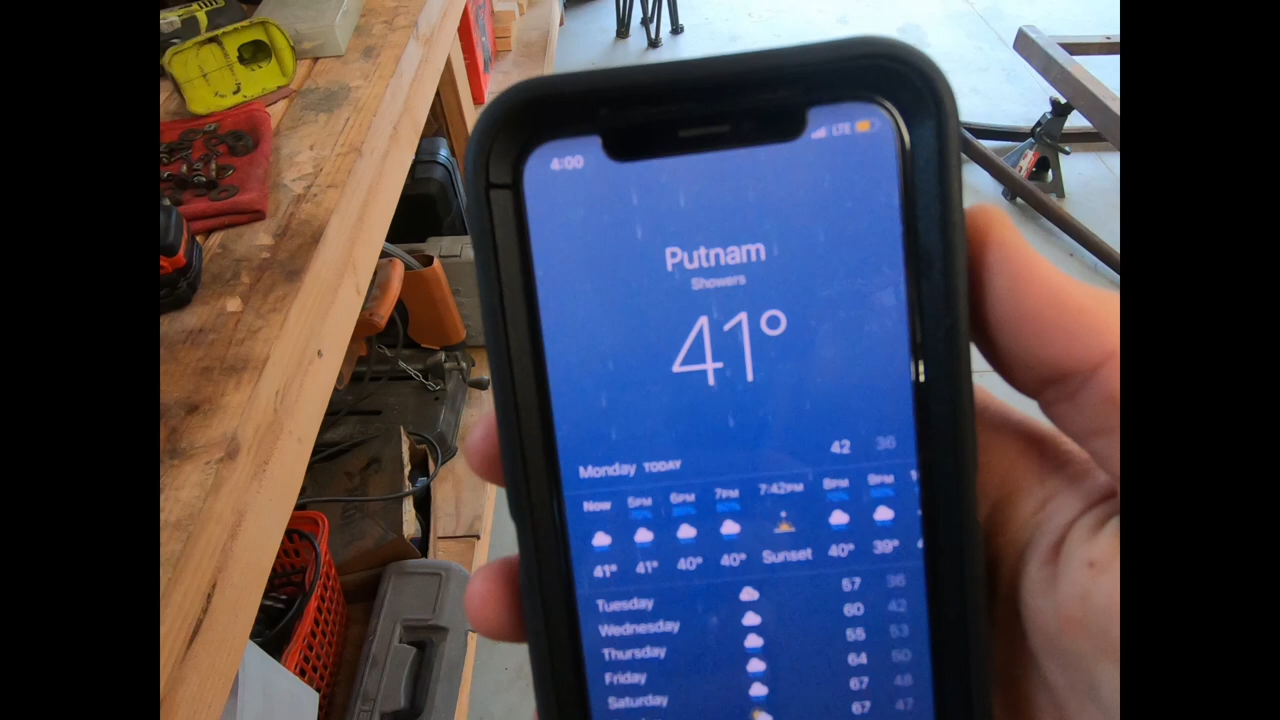 4:00 LTE
Putnam
Showers
41°
Monday TODAY 42 36
Now 5PM 6PM 7PM 7:42PM 8PM 9PM
41° 41° 40° 40° Sunset 40° 39°
Tuesday 57 36
Wednesday 60 42
Thursday 55 53
Friday 64 50
Saturday 67 48
67 47